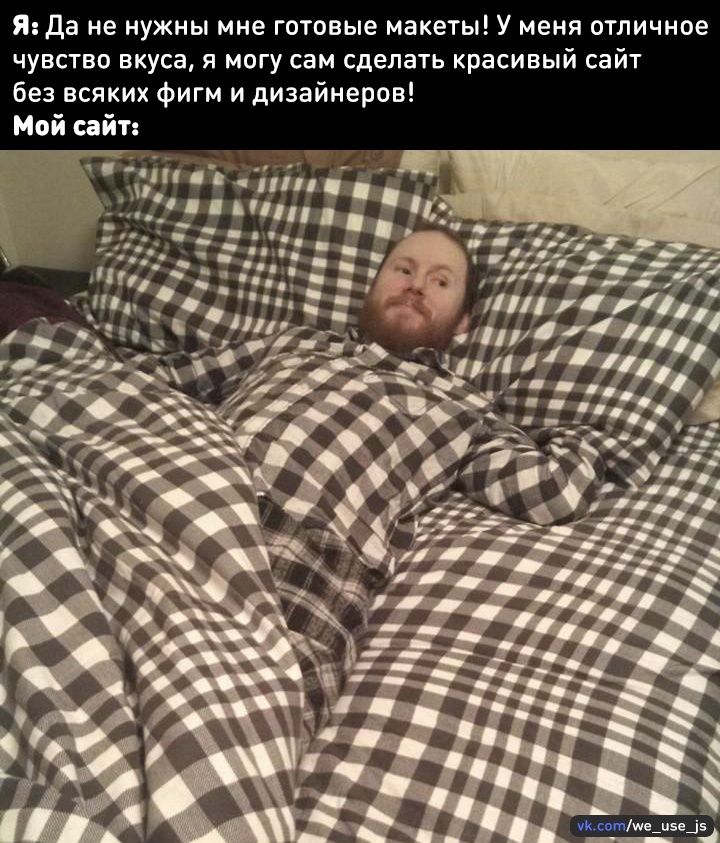 Я: Да не нужны мне готовые макеты! У меня отличное
чувство вкуса, я могу сам сделать красивый сайт
без всяких фигм и дизайнеров!
Мой сайт:
vk.com/we_use_js